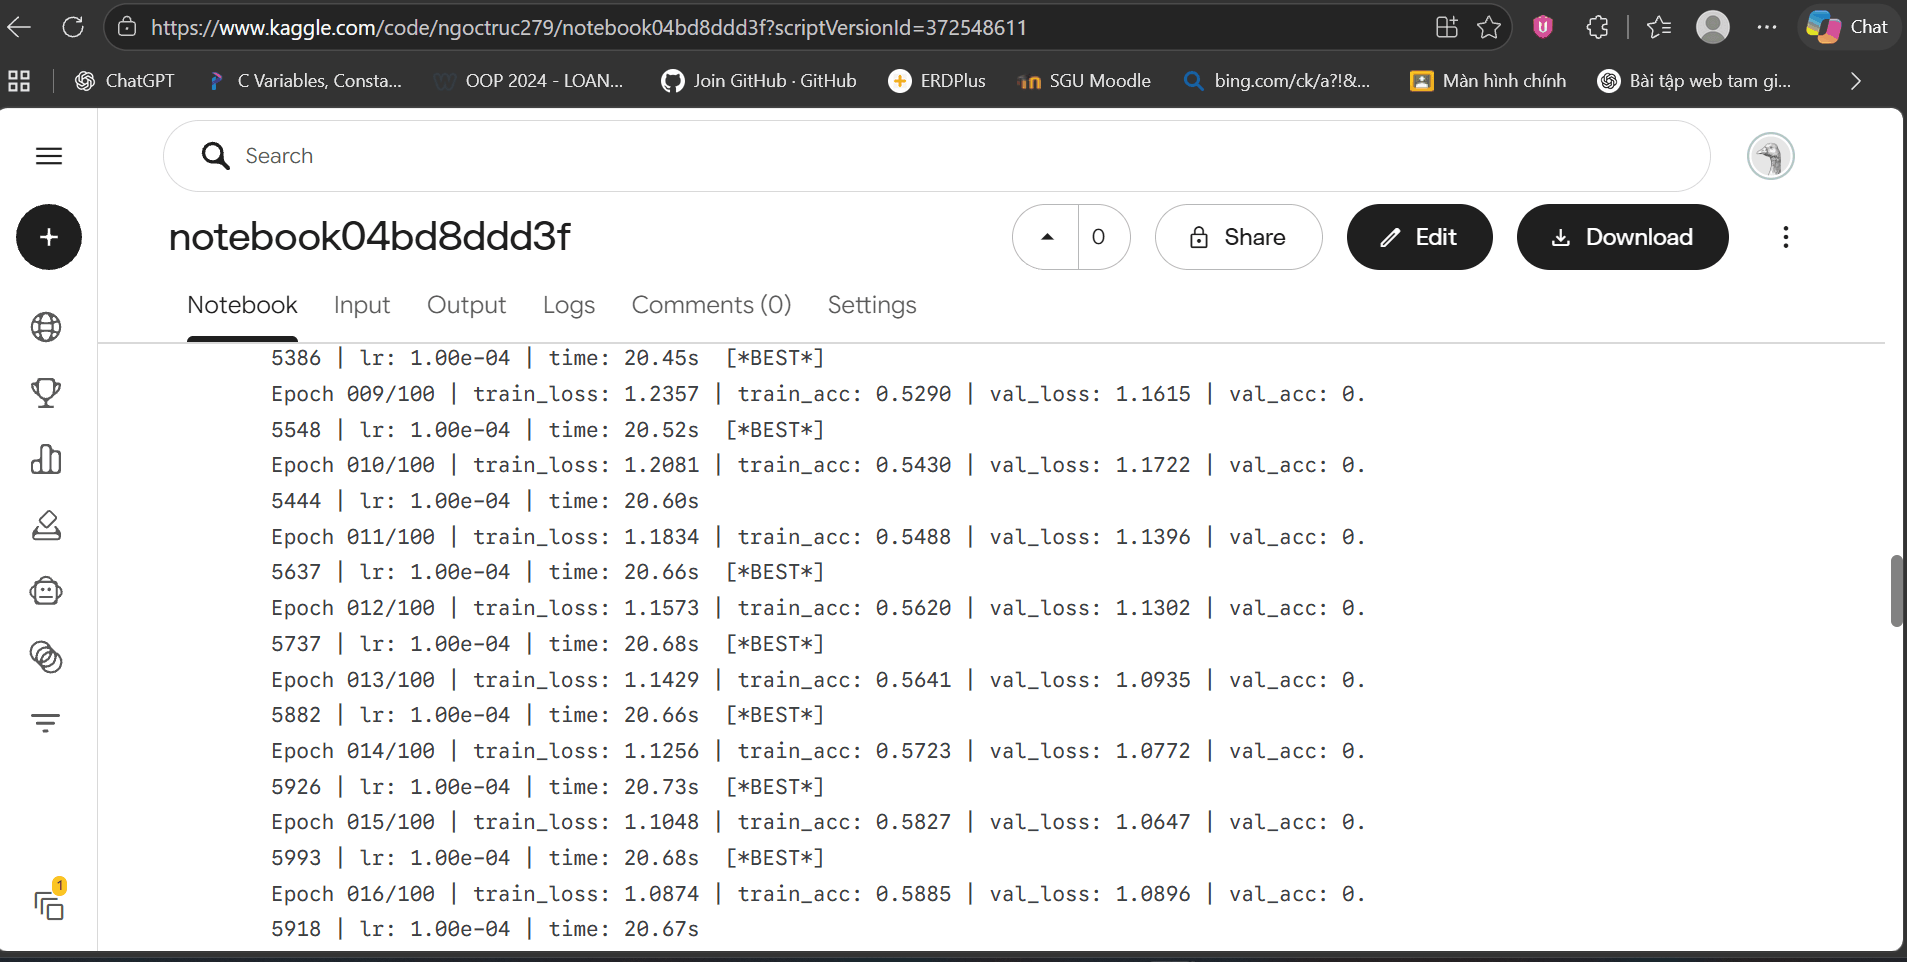 https://www.kaggle.com/code/ngoctruc279/notebook04bd8ddd3f?scriptVersionId=372548611
Chat
ChatGPT
C Variables, Consta...
OOP 2024 - LOAN...
Join GitHub · GitHub
ERDPlus
SGU Moodle
bing.com/ck/a?!&...
Màn hình chính
Bài tập web tam gi...
Search
notebook04bd8ddd3f
0
Share
Edit
Download
Notebook
Input
Output
Logs
Comments (0)
Settings
5386 | lr: 1.00e-04 | time: 20.45s  [*BEST*]
Epoch 009/100 | train_loss: 1.2357 | train_acc: 0.5290 | val_loss: 1.1615 | val_acc: 0.
5548 | lr: 1.00e-04 | time: 20.52s  [*BEST*]
Epoch 010/100 | train_loss: 1.2081 | train_acc: 0.5430 | val_loss: 1.1722 | val_acc: 0.
5444 | lr: 1.00e-04 | time: 20.60s
Epoch 011/100 | train_loss: 1.1834 | train_acc: 0.5488 | val_loss: 1.1396 | val_acc: 0.
5637 | lr: 1.00e-04 | time: 20.66s  [*BEST*]
Epoch 012/100 | train_loss: 1.1573 | train_acc: 0.5620 | val_loss: 1.1302 | val_acc: 0.
5737 | lr: 1.00e-04 | time: 20.68s  [*BEST*]
Epoch 013/100 | train_loss: 1.1429 | train_acc: 0.5641 | val_loss: 1.0935 | val_acc: 0.
5882 | lr: 1.00e-04 | time: 20.66s  [*BEST*]
Epoch 014/100 | train_loss: 1.1256 | train_acc: 0.5723 | val_loss: 1.0772 | val_acc: 0.
5926 | lr: 1.00e-04 | time: 20.73s  [*BEST*]
Epoch 015/100 | train_loss: 1.1048 | train_acc: 0.5827 | val_loss: 1.0647 | val_acc: 0.
5993 | lr: 1.00e-04 | time: 20.68s  [*BEST*]
Epoch 016/100 | train_loss: 1.0874 | train_acc: 0.5885 | val_loss: 1.0896 | val_acc: 0.
5918 | lr: 1.00e-04 | time: 20.67s
1